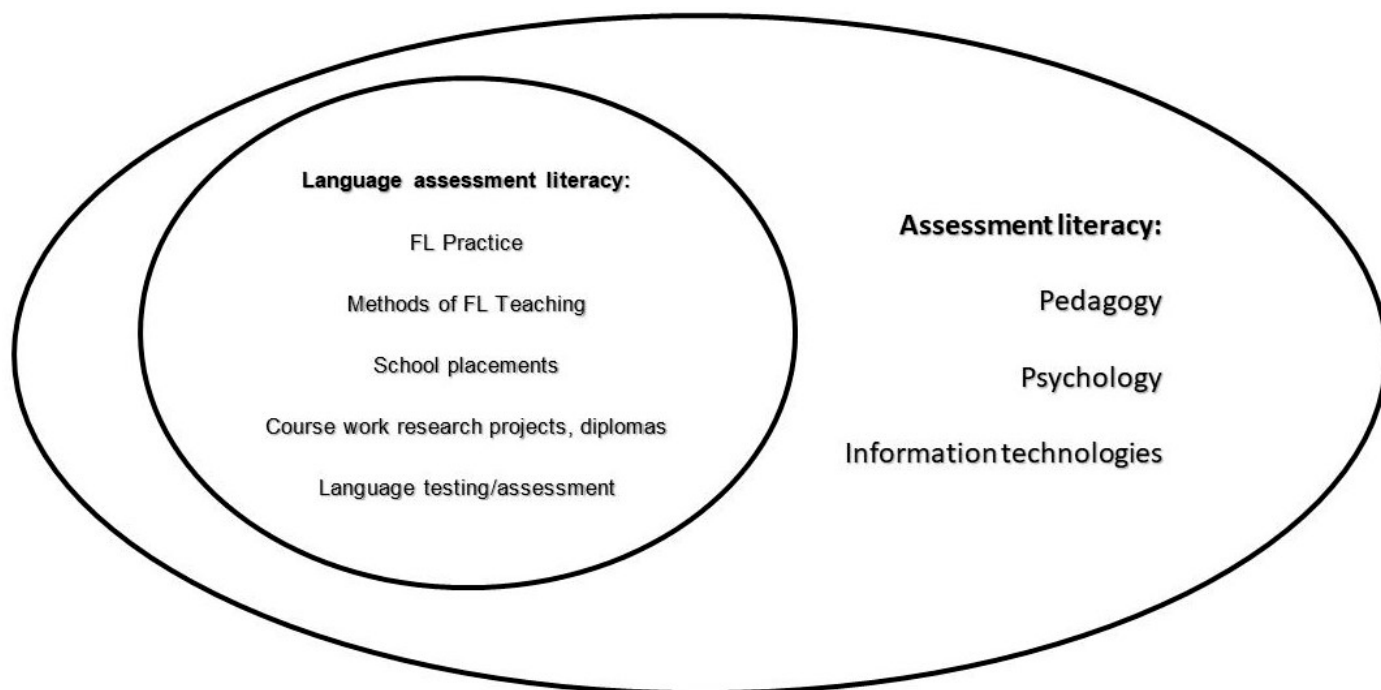 Language assessment literacy:
FL Practice
Methods of FL Teaching
School placements
Course work research projects, diplomas
Language testing/assessment
Assessment literacy:
Pedagogy
Psychology
Information technologies